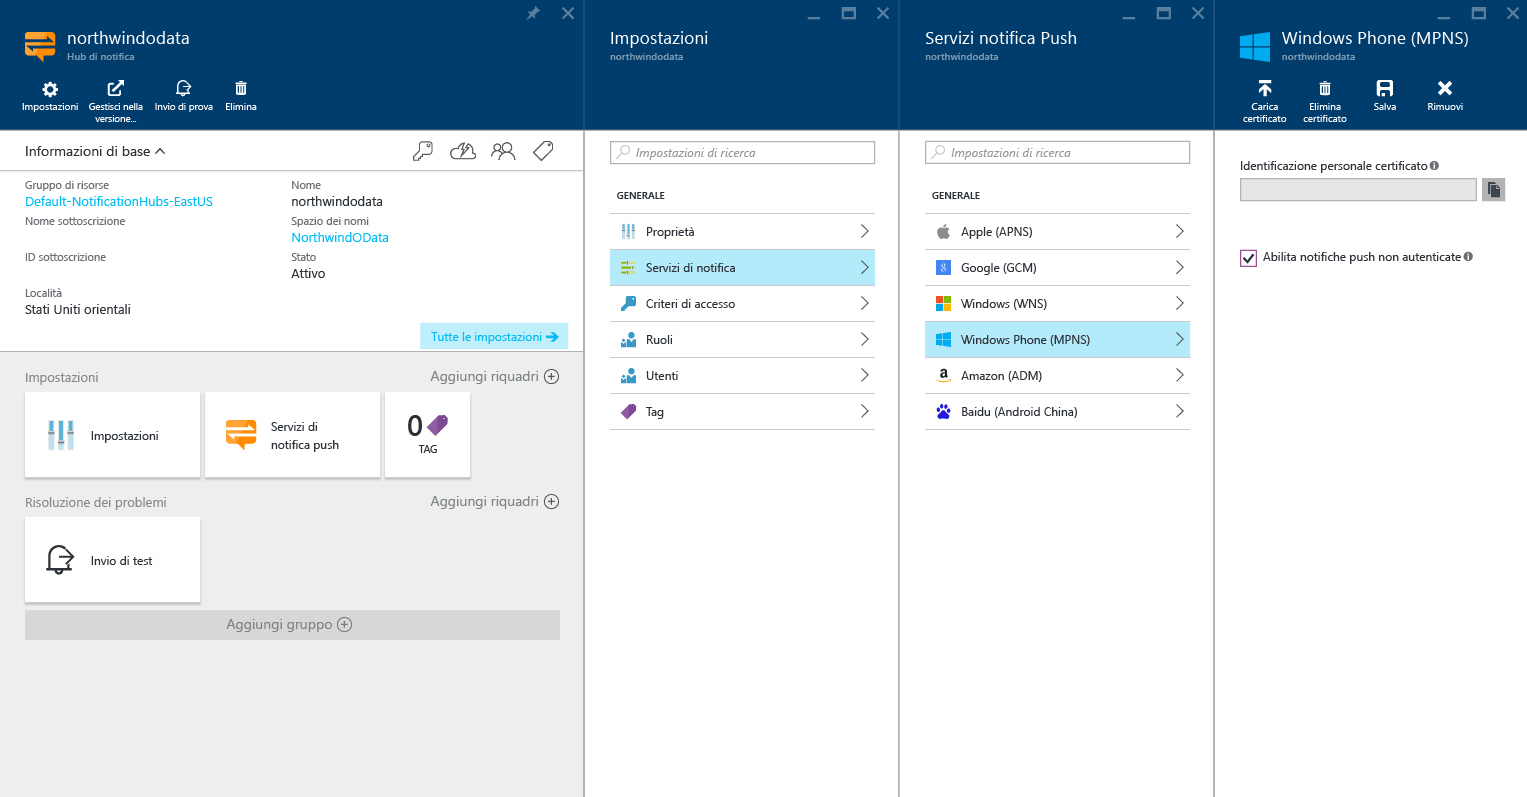 northwindodata
Hub di notifica
Impostazioni
Gestisci nella
versione...
Invio di prova
Elimina
Informazioni di base
Gruppo di risorse
Default-NotificationHubs-EastUS
Nome sottoscrizione
ID sottoscrizione
Località
Stati Uniti orientali
Nome
northwindodata
Spazio dei nomi
NorthwindOData
Stato
Attivo
Tutte le impostazioni
Impostazioni
Aggiungi riquadri
Impostazioni
Servizi di
notifica push
0
TAG
Risoluzione dei problemi
Aggiungi riquadri
Invio di test
Aggiungi gruppo
Impostazioni
northwindodata
Impostazioni di ricerca
GENERALE
Proprietà
Servizi di notifica
Criteri di accesso
Ruoli
Utenti
Tag
Servizi notifica Push
northwindodata
Impostazioni di ricerca
GENERALE
Apple (APNS)
Google (GCM)
Windows (WNS)
Windows Phone (MPNS)
Amazon (ADM)
Baidu (Android China)
Windows Phone (MPNS)
northwindodata
Carica
certificato
Elimina
certificato
Salva
Rimuovi
Identificazione personale certificato
Abilita notifiche push non autenticate